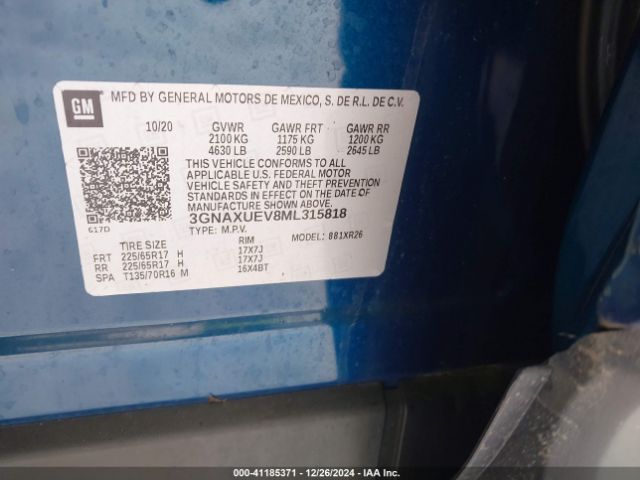 GM
MFD BY GENERAL MOTORS DE MEXICO, S. DE R.L. DE C.V.
10/20 GVWR GAWR FRT GAWR RR
2100 KG 1175 KG 1200 KG
4630 LB 2590 LB 2645 LB
THIS VEHICLE CONFORMS TO ALL
APPLICABLE U.S. FEDERAL MOTOR
VEHICLE SAFETY AND THEFT PREVENTION
STANDARDS IN EFFECT ON THE DATE OF
MANUFACTURE SHOWN ABOVE.
3GNAXUEV8ML315818
G17D TYPE: M.P.V. MODEL: 881XR26
TIRE SIZE RIM
FRT 225/65R17 H 17X7J
RR 225/65R17 H 17X7J
SPA T135/70R16 M 16X4BT
000-41185371 - 12/26/2024 - IAA Inc.